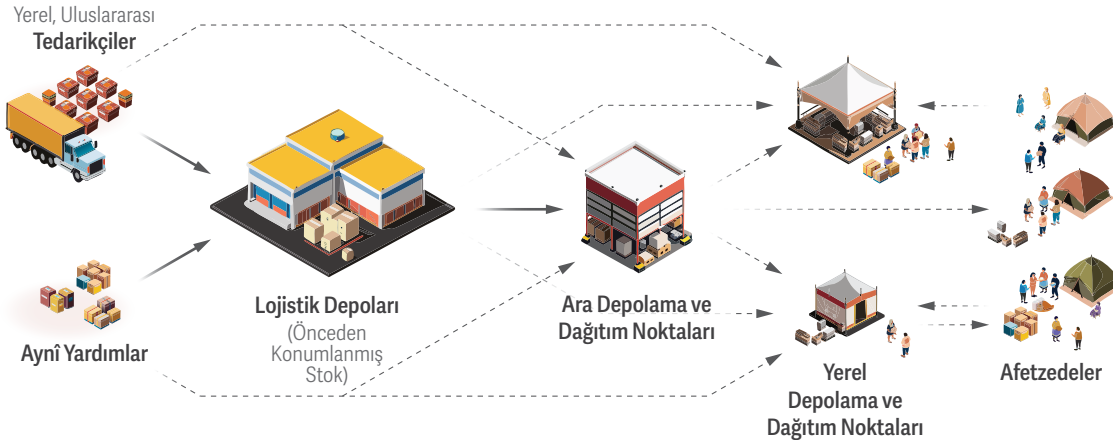 Yerel, Uluslararası
Tedarikçiler
Aynî Yardımlar
Lojistik Depoları
(Önceden
Konumlanmış
Stok)
Ara Depolama ve
Dağıtım Noktaları
Yerel
Depolama ve
Dağıtım Noktaları
Afetzedeler